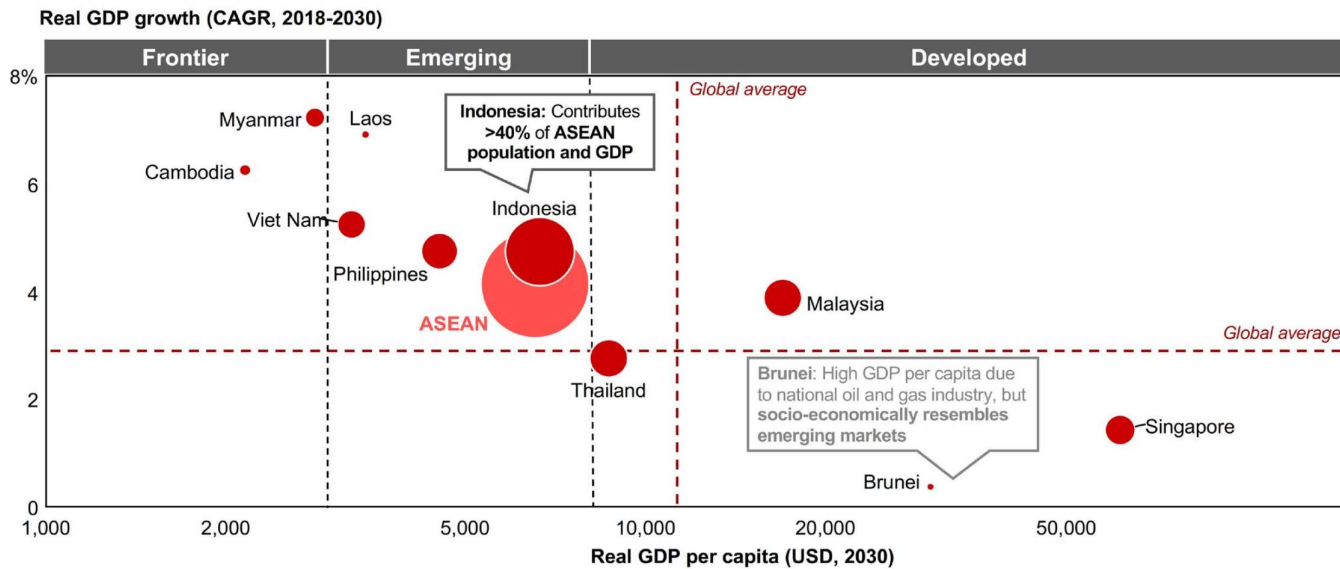 Real GDP growth (CAGR, 2018-2030)
Frontier
Emerging
Developed
8%
6
4
2
0
Global average
Myanmar
Laos
Indonesia: Contributes
>40% of ASEAN
population and GDP
Cambodia
Viet Nam
Indonesia
Philippines
ASEAN
Malaysia
Global average
Thailand
Brunei: High GDP per capita due
to national oil and gas industry, but
socio-economically resembles
emerging markets
Singapore
Brunei
1,000
2,000
5,000
10,000
20,000
50,000
Real GDP per capita (USD, 2030)